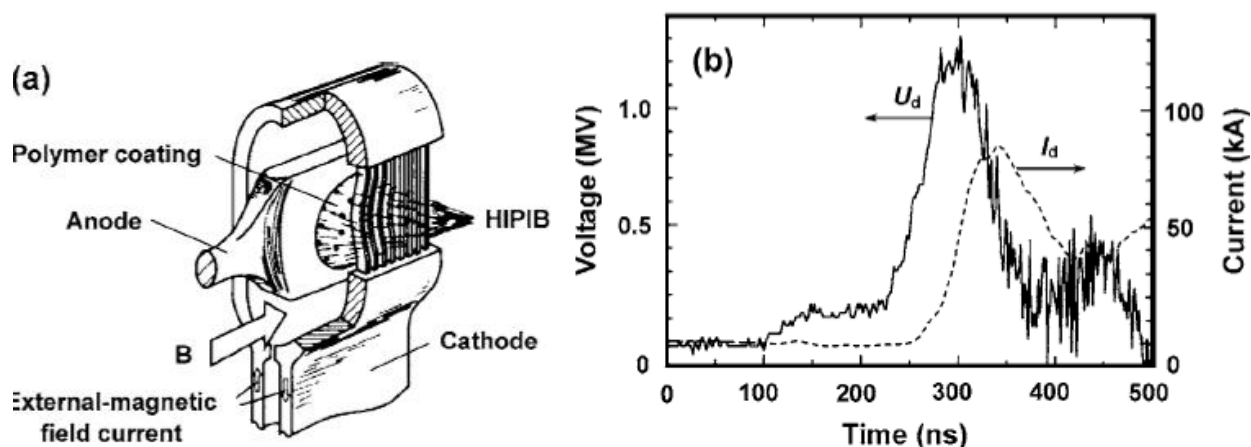 (a)
Polymer coating
Anode
HIPIB
B
Cathode
External-magnetic
field current
(b)
Voltage (MV)
1.0
0.5
0
U_d
I_d
100
50
0
Current (kA)
0 100 200 300 400 500
Time (ns)